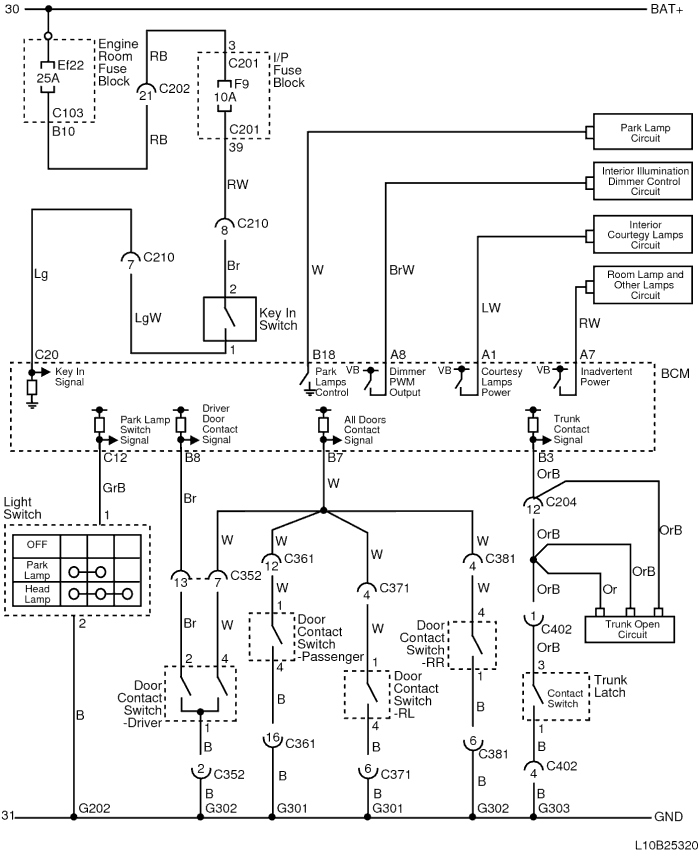 30
BAT+
Engine
Room
Fuse
Block
Ef22
25A
C103
B10
RB
21
C202
RB
3
C201
F9
10A
C201
39
I/P
Fuse
Block
RW
8
C210
Br
2
Key In
Switch
1
Lg
7
C210
LgW
Park Lamp
Circuit
Interior Illumination
Dimmer Control
Circuit
Interior
Courtegy Lamps
Circuit
Room Lamp and
Other Lamps
Circuit
W
BrW
LW
RW
C20
B18
A8
A1
A7
BCM
Key In
Signal
Park
Lamps
Control
VB
Dimmer
PWM
Output
VB
Courtesy
Lamps
Power
VB
Inadvertent
Power
Park Lamp
Switch
Signal
Driver
Door
Contact
Signal
All Doors
Contact
Signal
Trunk
Contact
Signal
C12
B8
B7
B3
GrB
1
Light
Switch
OFF
Park
Lamp
Head
Lamp
2
B
Br
W
W
W
W
W
13
7
C352
12
C361
4
C371
4
C381
Br
W
W
W
W
2
4
Door
Contact
Switch
-Driver
1
B
2
C352
B
1
Door
Contact
Switch
-Passenger
4
B
16
C361
B
1
Door
Contact
Switch
-RL
4
B
6
C371
B
4
Door
Contact
Switch
-RR
1
B
6
C381
B
OrB
12
C204
OrB
OrB
OrB
Or
OrB
Trunk Open
Circuit
1
C402
OrB
3
Contact
Switch
Trunk
Latch
1
B
4
C402
B
31
G202
G302
G301
G301
G302
G303
GND
L10B25320